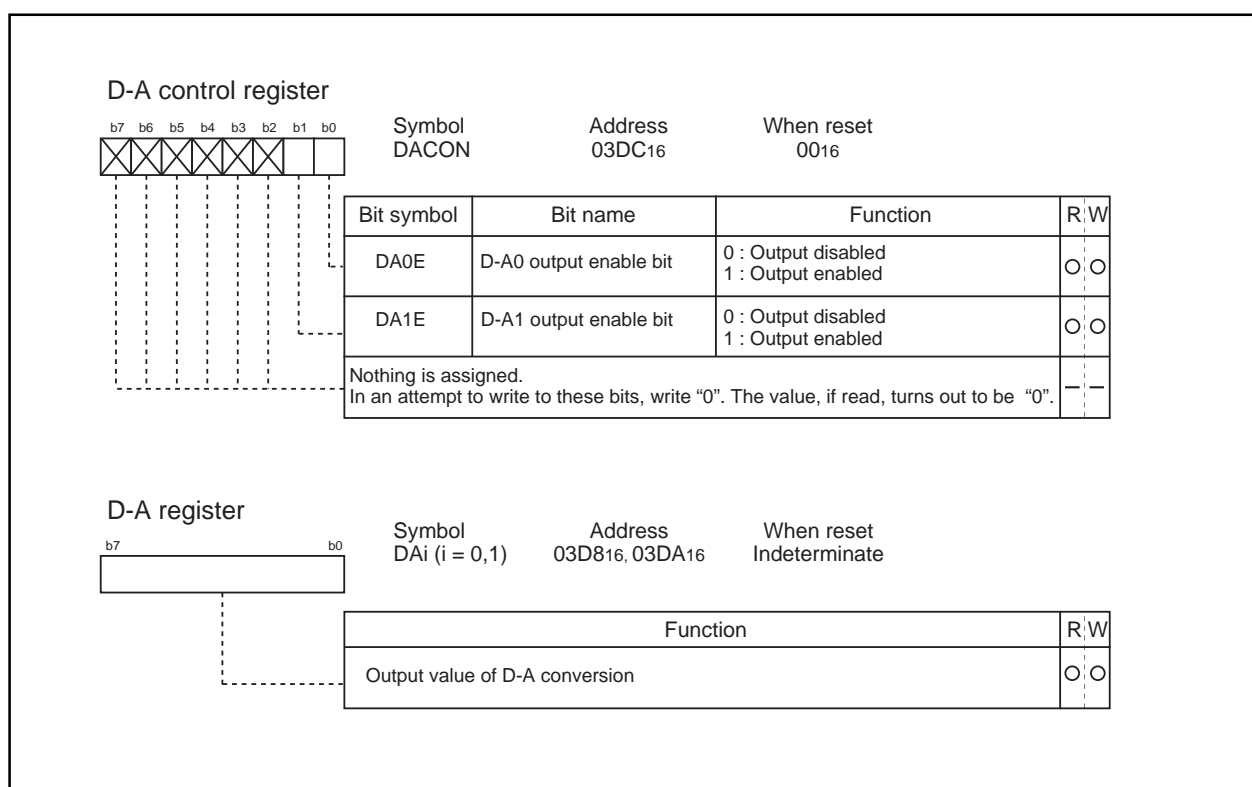 D-A control register
b7 b6 b5 b4 b3 b2 b1 b0
Symbol Address When reset
DACON 03DC16 0016
Bit symbol Bit name Function R W
DA0E D-A0 output enable bit 0 : Output disabled
1 : Output enabled
DA1E D-A1 output enable bit 0 : Output disabled
1 : Output enabled
Nothing is assigned.
In an attempt to write to these bits, write “0”. The value, if read, turns out to be “0”.
D-A register
b7 b0
Symbol Address When reset
DAi (i = 0,1) 03D816, 03DA16 Indeterminate
Function R W
Output value of D-A conversion